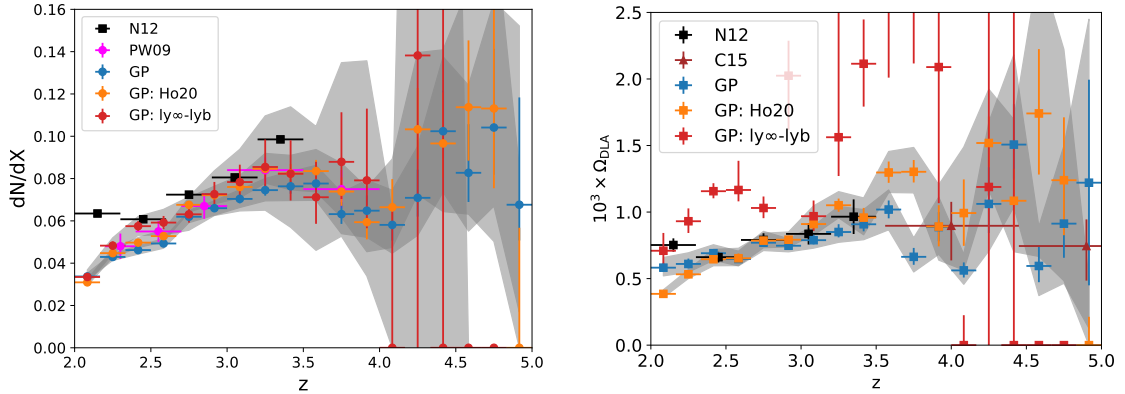 0.16
0.14
0.12
0.10
0.08
0.06
0.04
0.02
0.00
dN/dX
N12
PW09
GP
GP: Ho20
GP: ly∞-lyb
2.0 2.5 3.0 3.5 4.0 4.5 5.0
z
2.5
2.0
1.5
1.0
0.5
0.0
10³ × Ω_DLA
N12
C15
GP
GP: Ho20
GP: ly∞-lyb
2.0 2.5 3.0 3.5 4.0 4.5 5.0
z